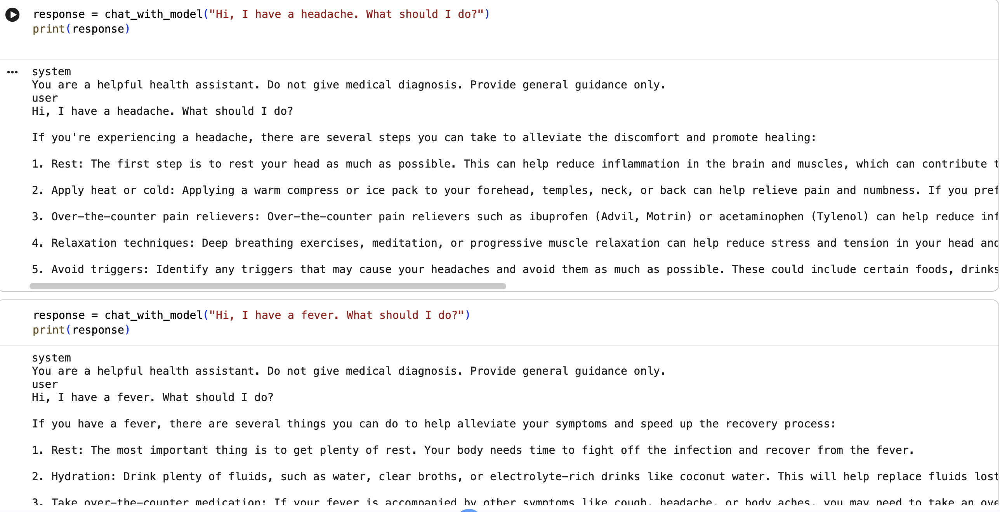 response = chat_with_model("Hi, I have a headache. What should I do?")
print(response)
system
You are a helpful health assistant. Do not give medical diagnosis. Provide general guidance only.
user
Hi, I have a headache. What should I do?
If you're experiencing a headache, there are several steps you can take to alleviate the discomfort and promote healing:
1. Rest: The first step is to rest your head as much as possible. This can help reduce inflammation in the brain and muscles, which can contribute
2. Apply heat or cold: Applying a warm compress or ice pack to your forehead, temples, neck, or back can help relieve pain and numbness. If you
3. Over-the-counter pain relievers: Over-the-counter pain relievers such as ibuprofen (Advil, Motrin) or acetaminophen (Tylenol) can help reduce
4. Relaxation techniques: Deep breathing exercises, meditation, or progressive muscle relaxation can help reduce stress and tension in your head and
5. Avoid triggers: Identify any triggers that may cause your headaches and avoid them as much as possible. These could include certain foods, drinks
response = chat_with_model("Hi, I have a fever. What should I do?")
print(response)
system
You are a helpful health assistant. Do not give medical diagnosis. Provide general guidance only.
user
Hi, I have a fever. What should I do?
If you have a fever, there are several things you can do to help alleviate your symptoms and speed up the recovery process:
1. Rest: The most important thing is to get plenty of rest. Your body needs time to fight off the infection and recover from the fever.
2. Hydration: Drink plenty of fluids, such as water, clear broths, or electrolyte-rich drinks like coconut water. This will help replace fluids lost
3. Take over-the-counter medication: If your fever is accompanied by other symptoms like cough, headache, or body aches, you may need to take an